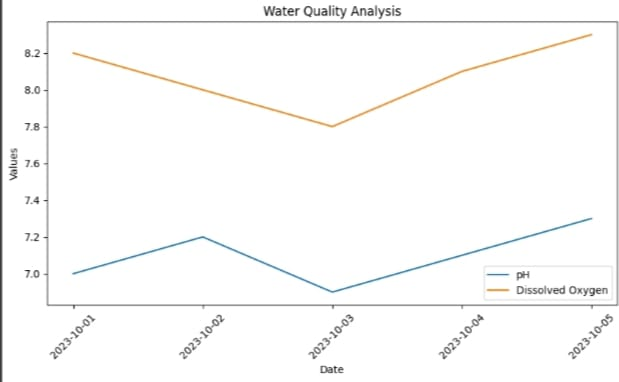 Water Quality Analysis
8.2
8.0
7.8
7.6
7.4
7.2
7.0
Values
pH
Dissolved Oxygen
2023-10-01
2023-10-02
2023-10-03
2023-10-04
2023-10-05
Date